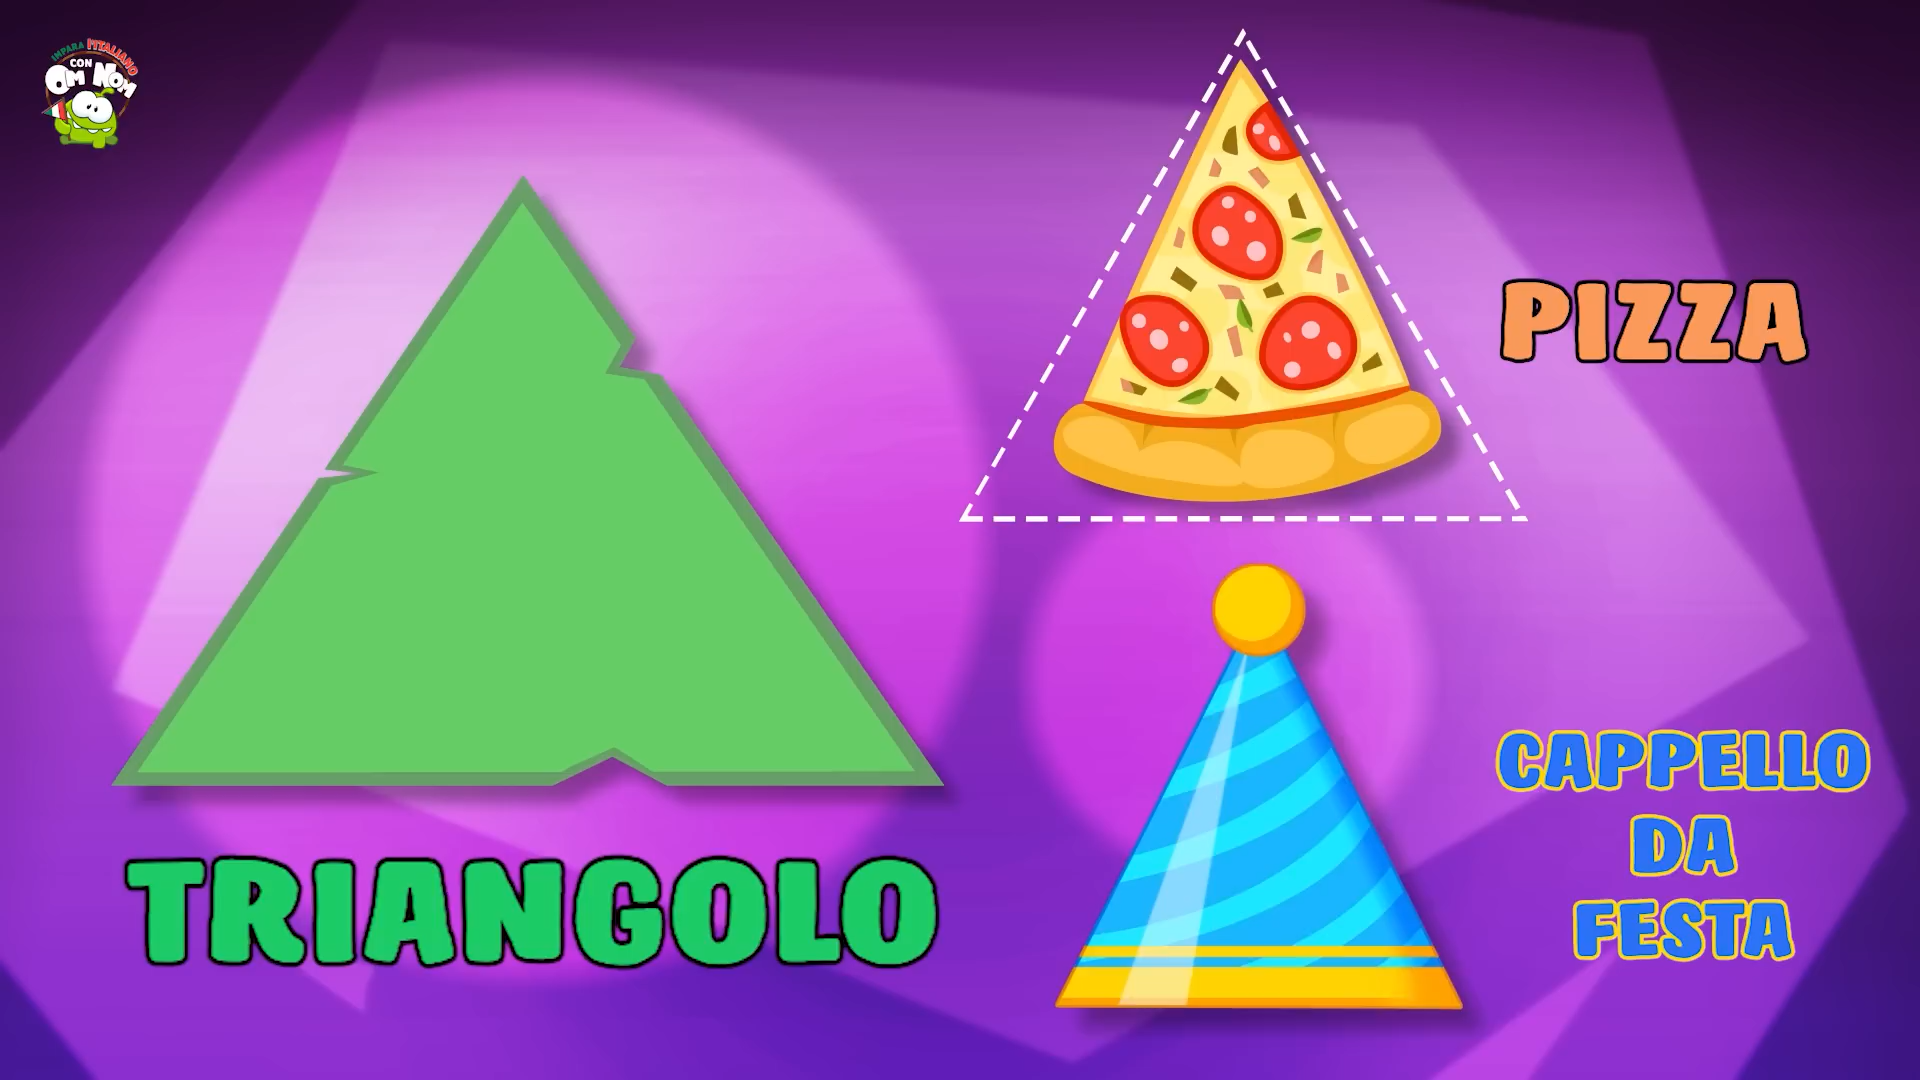 IMPARA L'ITALIANO
CON
OM NOM
PIZZA
TRIANGOLO
CAPPELLO
DA
FESTA